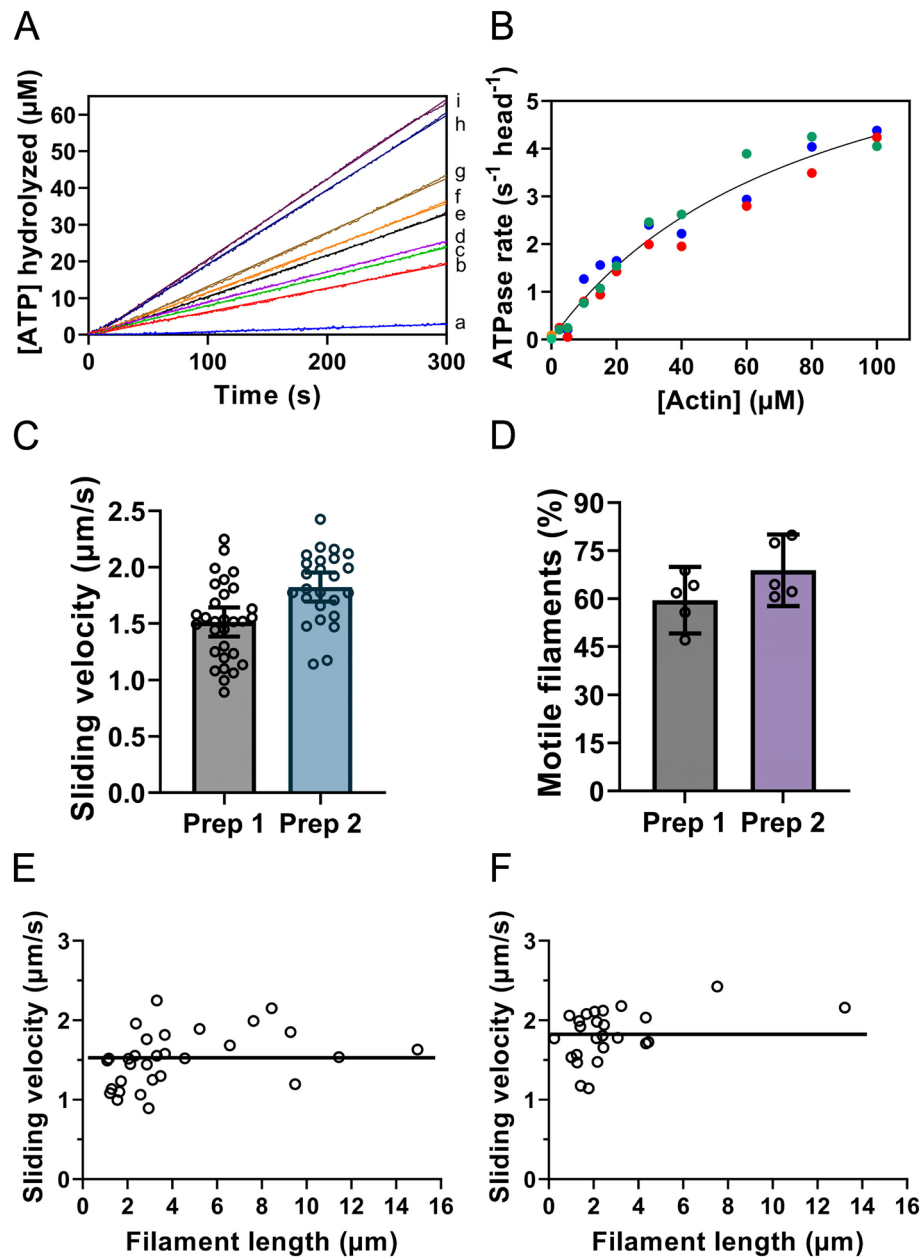 A
[ATP] hydrolyzed (µM)
60
50
40
30
20
10
0
i
h
g
f
e
d
c
b
a
0
100
200
300
Time (s)
B
ATPase rate (s⁻¹ head⁻¹)
5
4
3
2
1
0
0
20
40
60
80
100
[Actin] (µM)
C
Sliding velocity (µm/s)
2.5
2.0
1.5
1.0
0.5
0.0
Prep 1 Prep 2
D
Motile filaments (%)
90
75
60
45
30
15
0
Prep 1 Prep 2
E
Sliding velocity (µm/s)
3
2
1
0
0 2 4 6 8 10 12 14 16
Filament length (µm)
F
Sliding velocity (µm/s)
3
2
1
0
0 2 4 6 8 10 12 14 16
Filament length (µm)